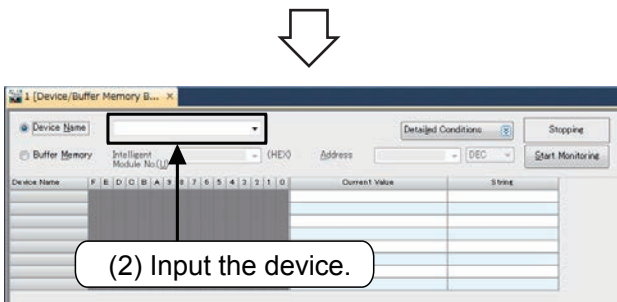 1 [Device/Buffer Memory B... ×
Device Name Detailed Conditions Stopping
Buffer Memory Intelligent Module No.(U) (HEX) Address DEC Start Monitoring
Device Name F E D C B A 9 8 7 6 5 4 3 2 1 0 Current Value String
(2) Input the device.